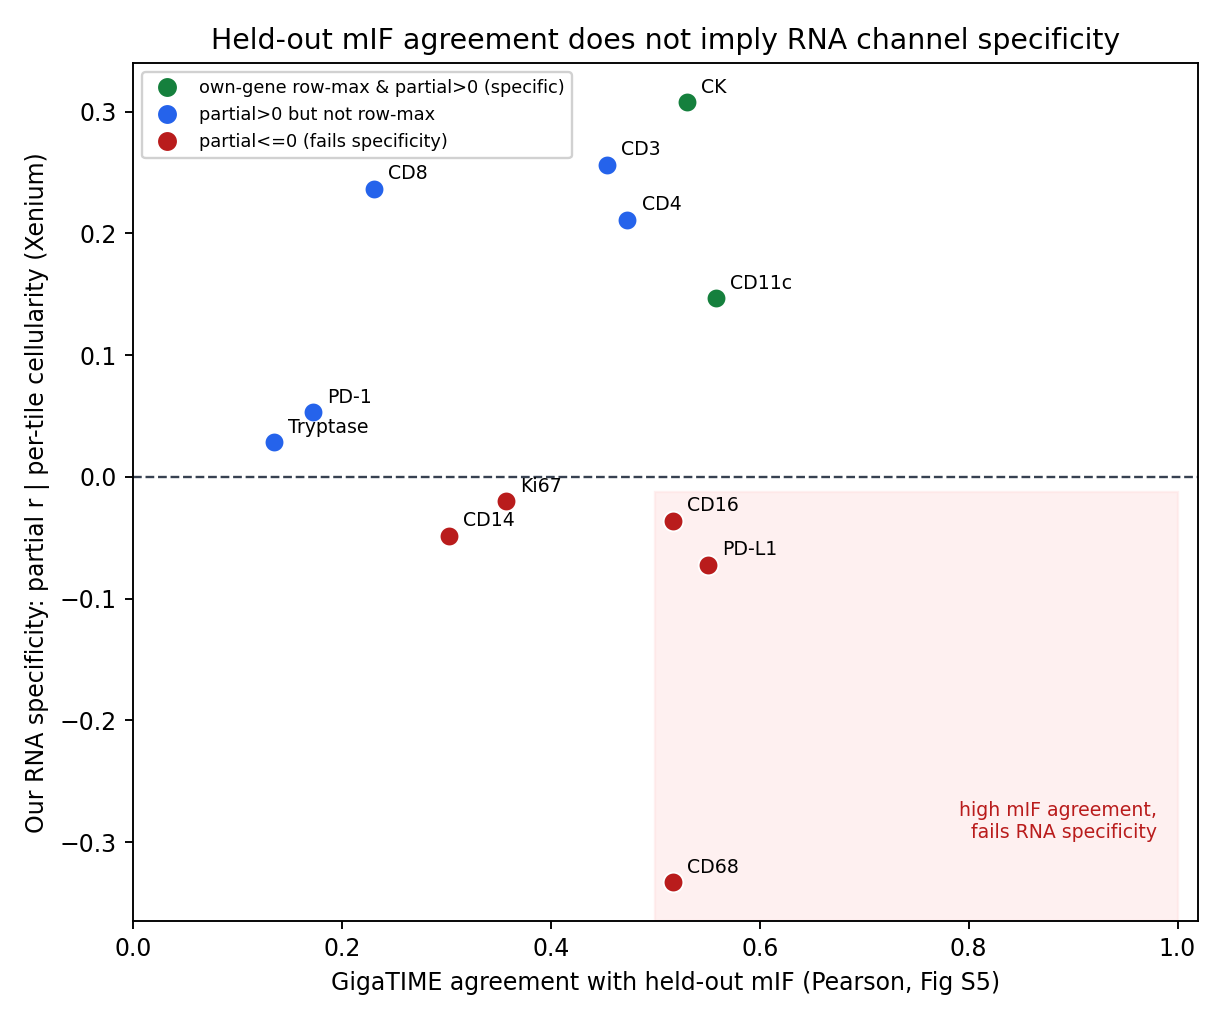 Held-out mIF agreement does not imply RNA channel specificity
own-gene row-max & partial>0 (specific)
partial>0 but not row-max
partial<=0 (fails specificity)
CK
CD3
CD8
CD4
CD11c
PD-1
Tryptase
Ki67
CD14
CD16
PD-L1
CD68
high mIF agreement,
fails RNA specificity
Our RNA specificity: partial r | per-tile cellularity (Xenium)
0.3
0.2
0.1
0.0
−0.1
−0.2
−0.3
0.0
0.2
0.4
0.6
0.8
1.0
GigaTIME agreement with held-out mIF (Pearson, Fig S5)